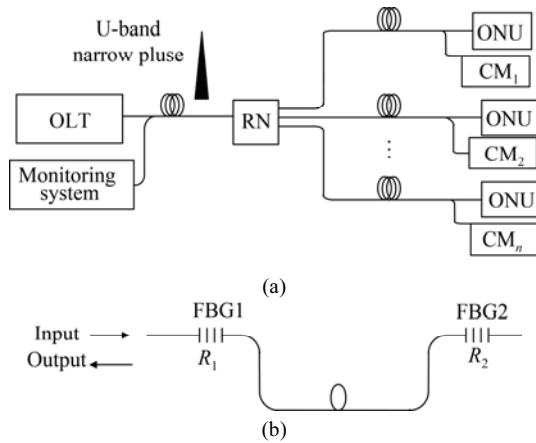 U-band
narrow pluse
OLT
Monitoring
system
RN
ONU
CM1
ONU
CM2
⋮
ONU
CMn
(a)
FBG1
FBG2
Input
Output
R1
R2
(b)